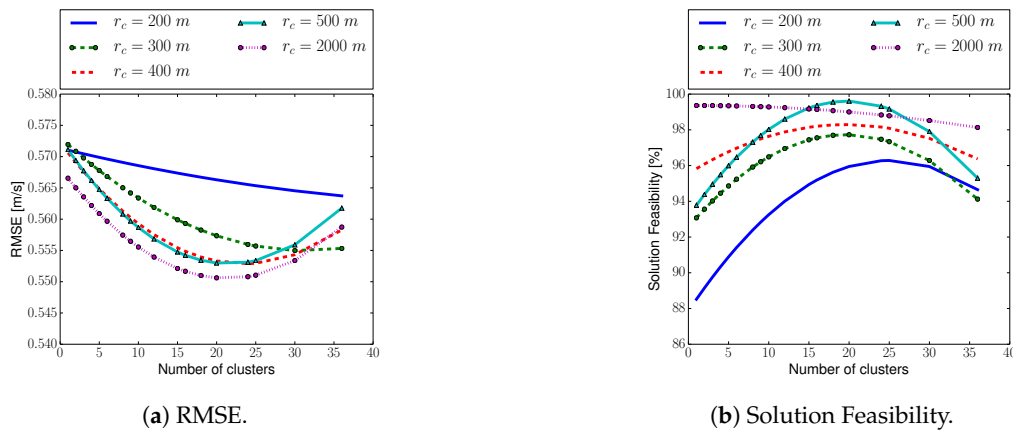 r_c = 200 m
r_c = 300 m
r_c = 400 m
r_c = 500 m
r_c = 2000 m
0.580
0.575
0.570
0.565
0.560
0.555
0.550
0.545
0.540
RMSE [m/s]
0 5 10 15 20 25 30 35 40
Number of clusters
(a) RMSE.
r_c = 200 m
r_c = 300 m
r_c = 400 m
r_c = 500 m
r_c = 2000 m
100
98
96
94
92
90
88
86
Solution Feasibility [%]
0 5 10 15 20 25 30 35 40
Number of clusters
(b) Solution Feasibility.